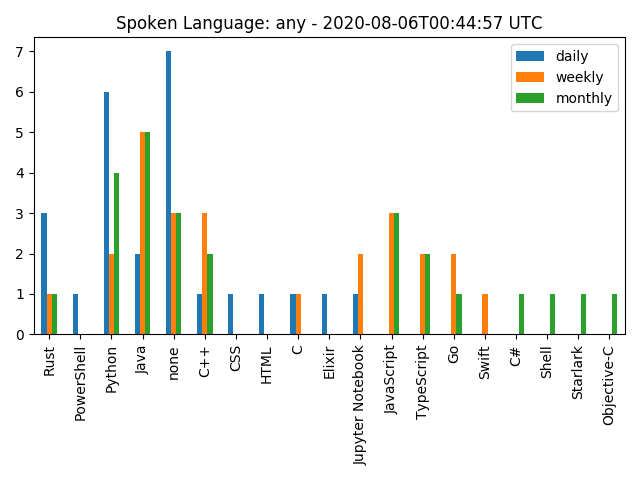 Spoken Language: any - 2020-08-06T00:44:57 UTC
daily
weekly
monthly
7
6
5
4
3
2
1
0
Rust
PowerShell
Python
Java
none
C++
CSS
HTML
C
Elixir
Jupyter Notebook
JavaScript
TypeScript
Go
Swift
C#
Shell
Starlark
Objective-C